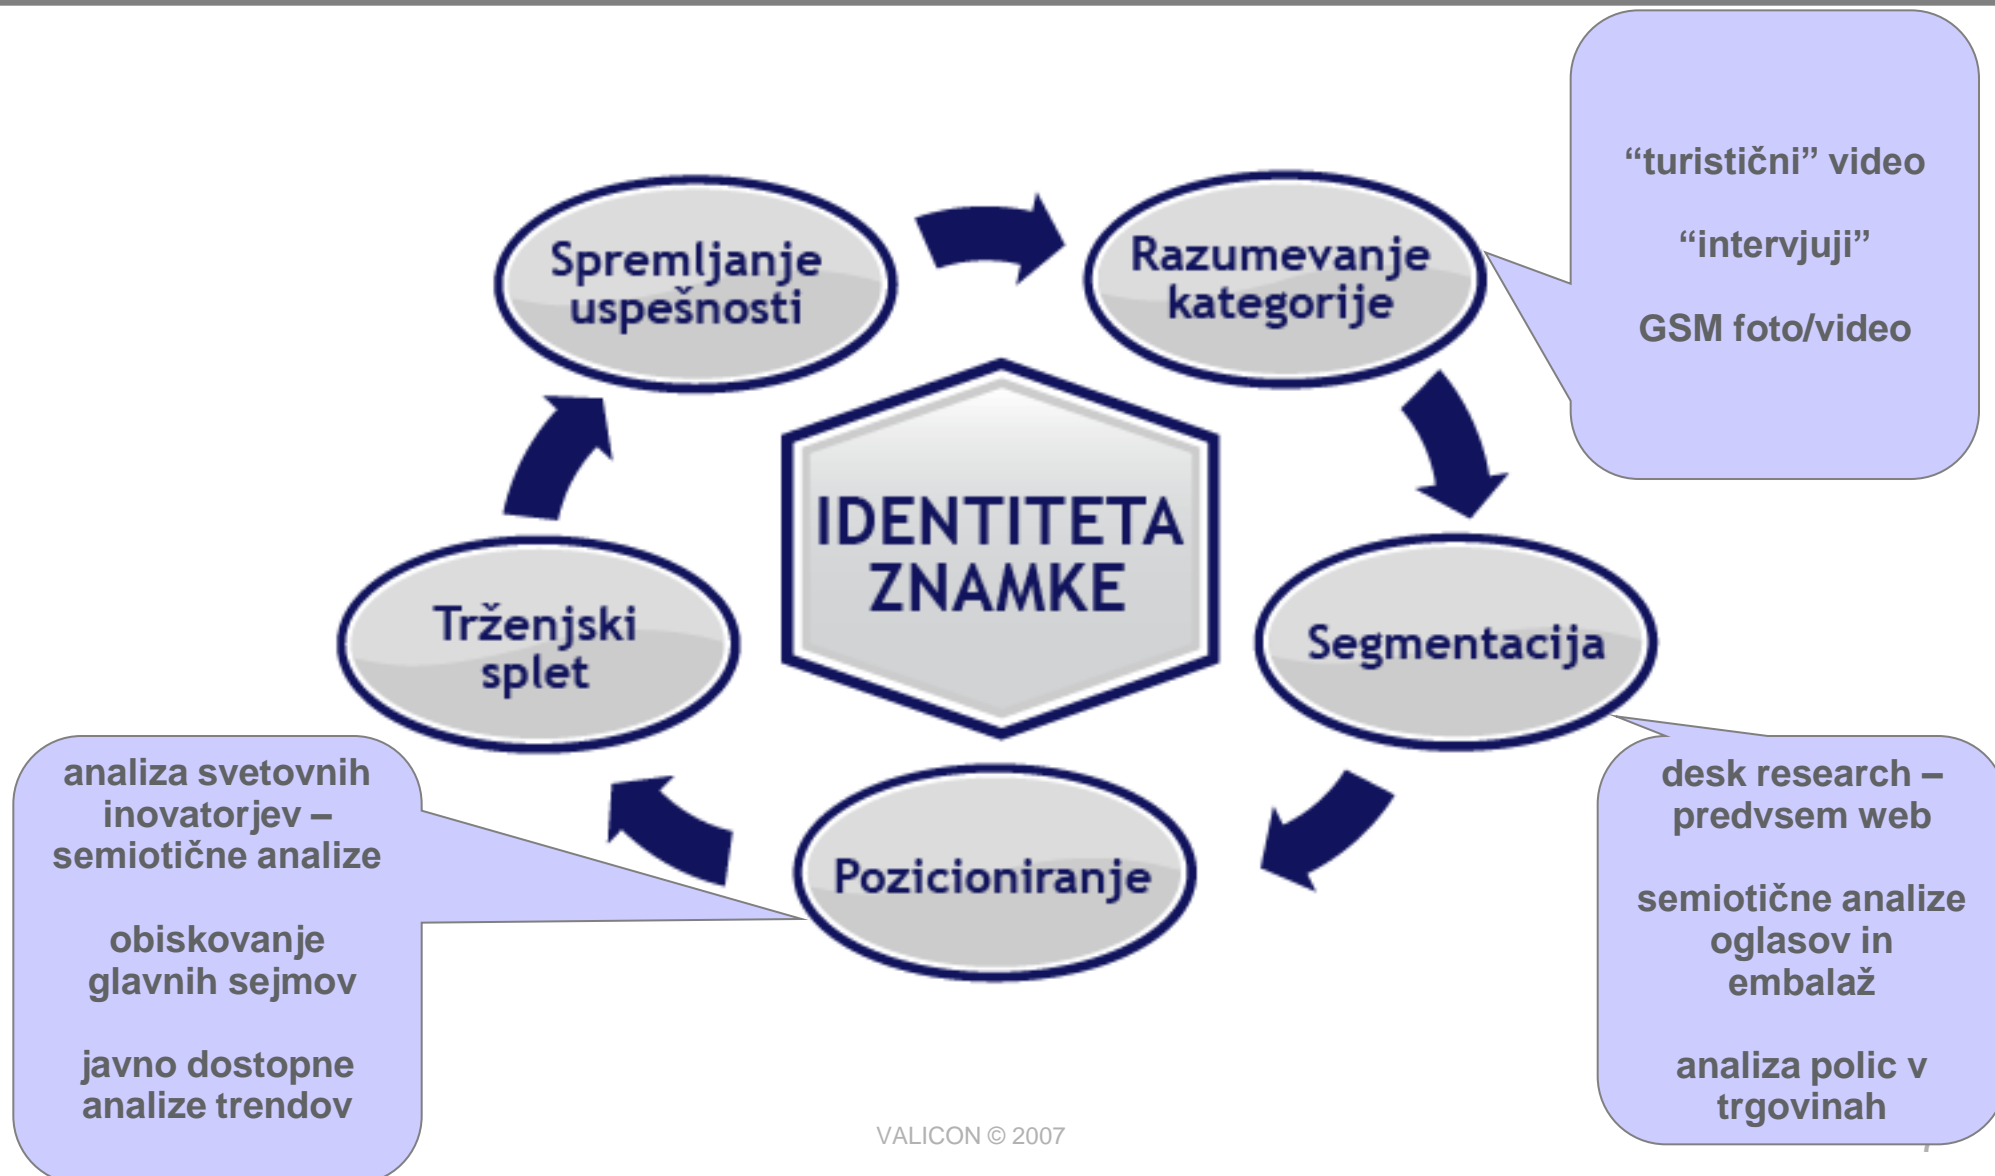 “turistični” video
“intervjuji”
GSM foto/video
Spremljanje
uspešnosti
Razumevanje
kategorije
IDENTITETA
ZNAMKE
Trženjski
splet
Segmentacija
Pozicioniranje
analiza svetovnih
inovatorjev –
semiotične analize
obiskovanje
glavnih sejmov
javno dostopne
analize trendov
desk research –
predvsem web
semiotične analize
oglasov in
embalaž
analiza polic v
trgovinah
VALICON © 2007